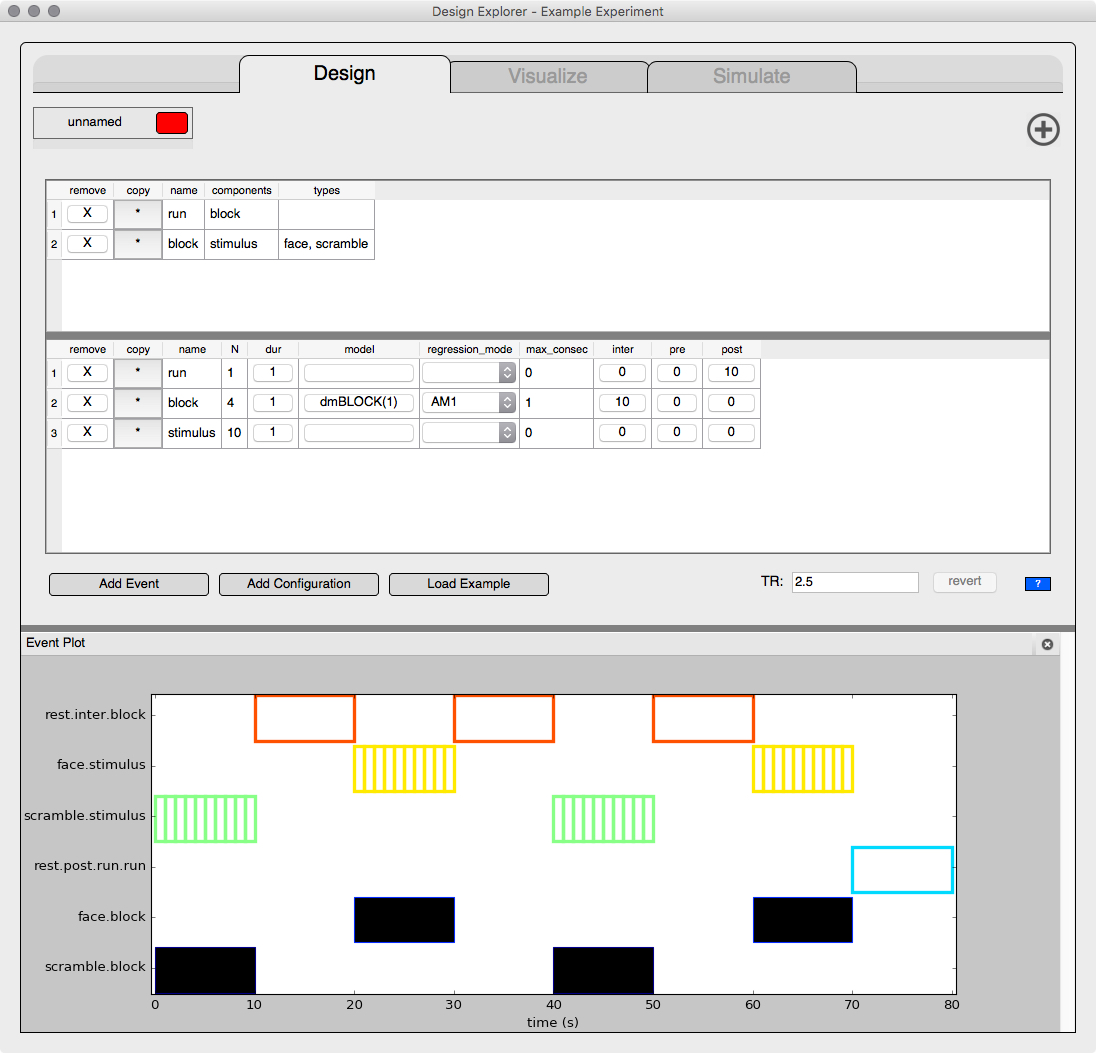 Design Explorer - Example Experiment
Design Visualize Simulate
unnamed
remove copy name components types
1 X * run block
2 X * block stimulus face, scramble
remove copy name N dur model regression_mode max_consec inter pre post
1 X * run 1 1 0 0 0 10
2 X * block 4 1 dmBLOCK(1) AM1 1 10 0 0
3 X * stimulus 10 1 0 0 0 0
Add Event Add Configuration Load Example TR: 2.5 revert ?
Event Plot
rest.inter.block
face.stimulus
scramble.stimulus
rest.post.run.run
face.block
scramble.block
0 10 20 30 40 50 60 70 80
time (s)